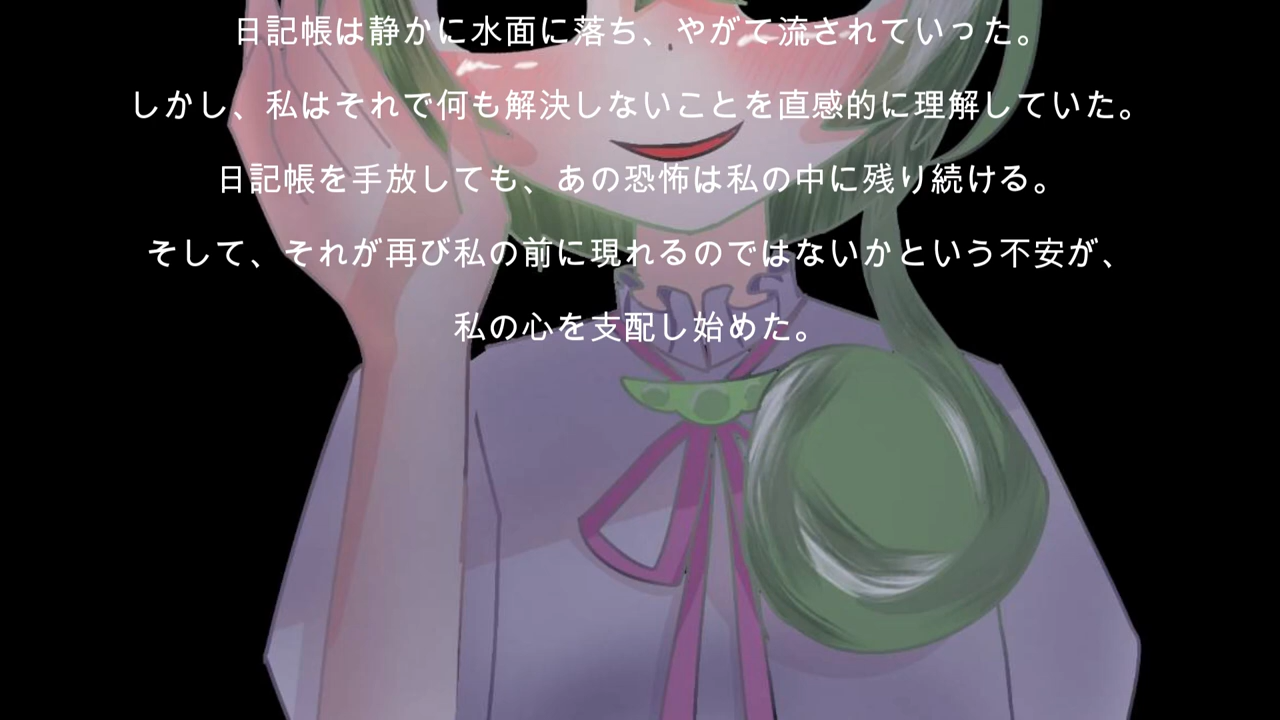 日記帳は静かに水面に落ち、やがて流されていった。
しかし、私はそれで何も解決しないことを直感的に理解していた。
日記帳を手放しても、あの恐怖は私の中に残り続ける。
そして、それが再び私の前に現れるのではないかという不安が、
私の心を支配し始めた。